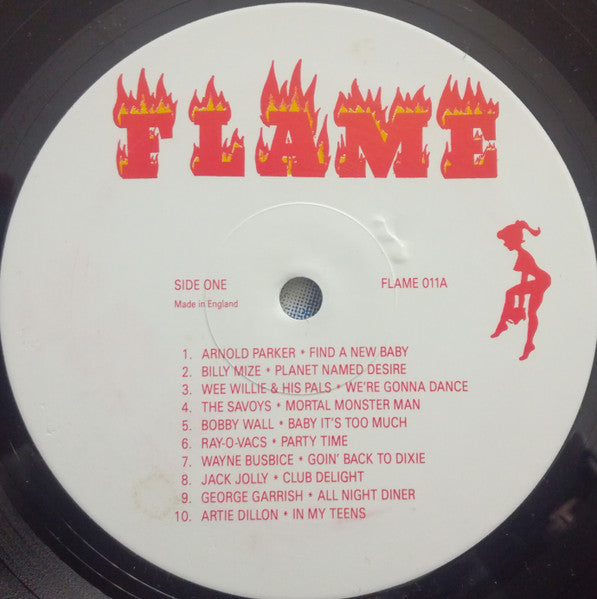 FLAME
SIDE ONE FLAME 011A
Made in England
1. ARNOLD PARKER * FIND A NEW BABY
2. BILLY MIZE * PLANET NAMED DESIRE
3. WEE WILLIE & HIS PALS * WE'RE GONNA DANCE
4. THE SAVOYS * MORTAL MONSTER MAN
5. BOBBY WALL * BABY IT'S TOO MUCH
6. RAY-O-VACS * PARTY TIME
7. WAYNE BUSBICE * GOIN' BACK TO DIXIE
8. JACK JOLLY * CLUB DELIGHT
9. GEORGE GARRISH * ALL NIGHT DINER
10. ARTIE DILLON * IN MY TEENS